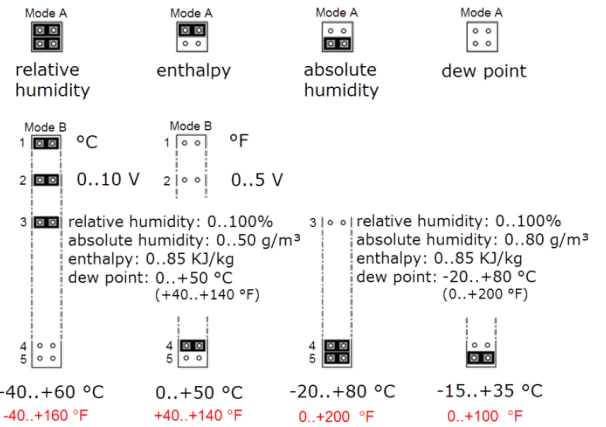 Mode A Mode A Mode A Mode A
relative humidity
enthalpy
absolute humidity
dew point
Mode B Mode B
1 °C 1 °F
2 0..10 V 2 0..5 V
3 relative humidity: 0..100%
absolute humidity: 0..50 g/m³
enthalpy: 0..85 KJ/kg
dew point: 0..+50 °C
(+40..+140 °F)
3 relative humidity: 0..100%
absolute humidity: 0..80 g/m³
enthalpy: 0..85 KJ/kg
dew point: -20..+80 °C
(0..+200 °F)
4 4 4 4
5 5 5 5
-40..+60 °C 0..+50 °C -20..+80 °C -15..+35 °C
-40..+160 °F +40..+140 °F 0..+200 °F 0..+100 °F